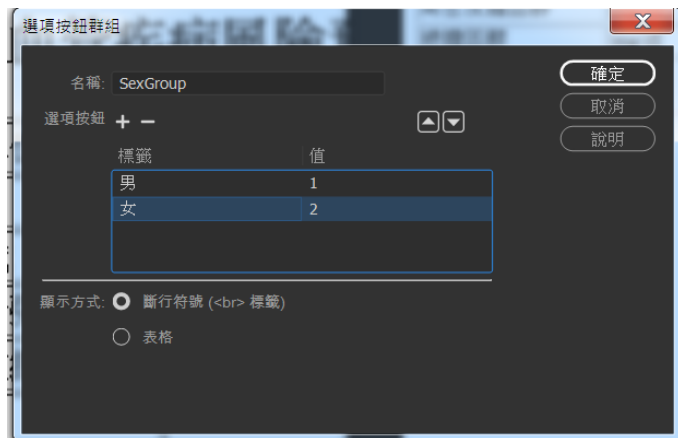 選項按鈕群組
名稱: SexGroup
確定
取消
說明
選項按鈕
標籤 值
男 1
女 2
顯示方式: 斷行符號 (<br> 標籤)
表格